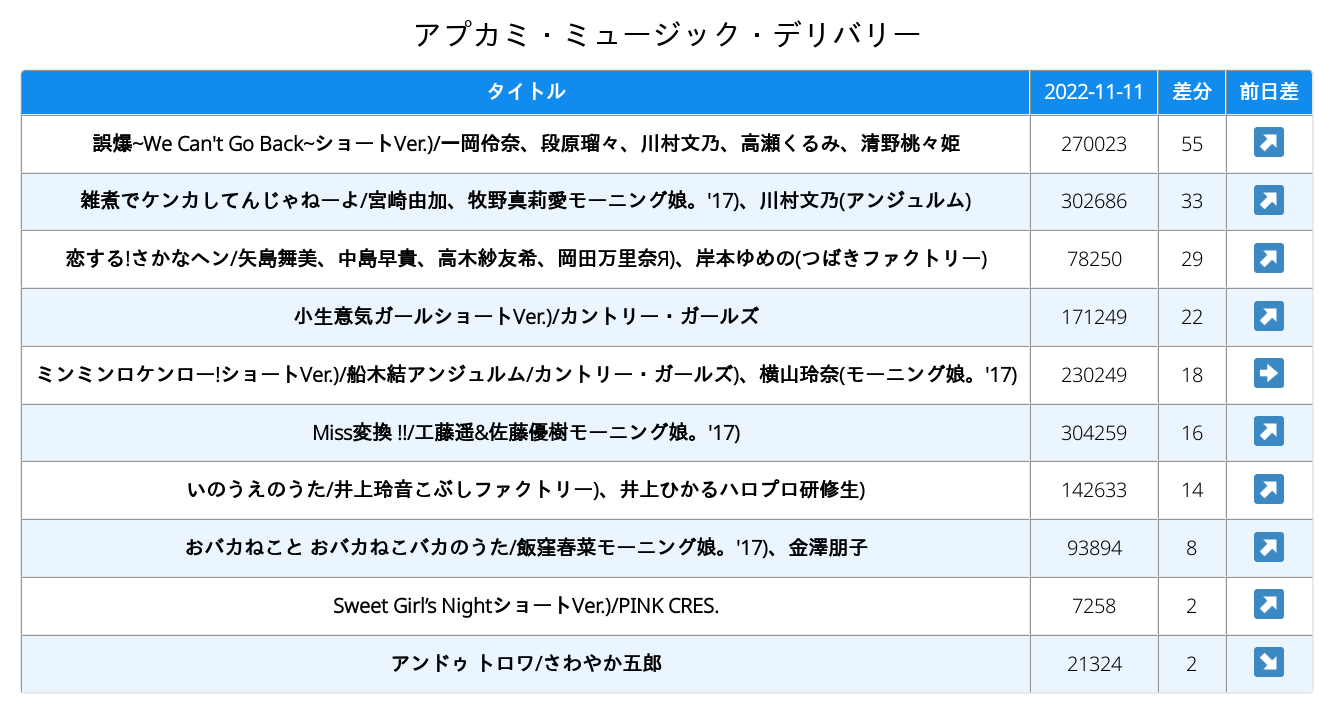 アプカミ・ミュージック・デリバリー
タイトル 2022-11-11 差分 前日差
誤爆~We Can't Go Back~ショートVer.)/一岡伶奈、段原瑠々、川村文乃、高瀬くるみ、清野桃々姫 270023 55
雑煮でケンカしてんじゃねーよ/宮崎由加、牧野真莉愛モーニング娘。'17)、川村文乃(アンジュルム) 302686 33
恋する!さかなヘン/矢島舞美、中島早貴、高木紗友希、岡田万里奈Я)、岸本ゆめの(つばきファクトリー) 78250 29
小生意気ガールショートVer.)/カントリー・ガールズ 171249 22
ミンミンロケンロー!ショートVer.)/船木結アンジュルム/カントリー・ガールズ)、横山玲奈(モーニング娘。'17) 230249 18
Miss変換 !!/工藤遥&佐藤優樹モーニング娘。'17) 304259 16
いのうえのうた/井上玲音こぶしファクトリー)、井上ひかるハロプロ研修生) 142633 14
おバカねこと おバカねこバカのうた/飯窪春菜モーニング娘。'17)、金澤朋子 93894 8
Sweet Girl’s NightショートVer.)/PINK CRES. 7258 2
アンドゥ トロワ/さわやか五郎 21324 2